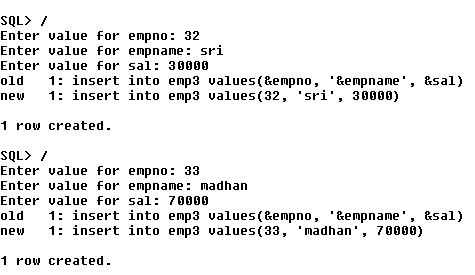 SQL> /
Enter value for empno: 32
Enter value for empname: sri
Enter value for sal: 30000
old   1: insert into emp3 values(&empno, '&empname', &sal)
new   1: insert into emp3 values(32, 'sri', 30000)
1 row created.
SQL> /
Enter value for empno: 33
Enter value for empname: madhan
Enter value for sal: 70000
old   1: insert into emp3 values(&empno, '&empname', &sal)
new   1: insert into emp3 values(33, 'madhan', 70000)
1 row created.